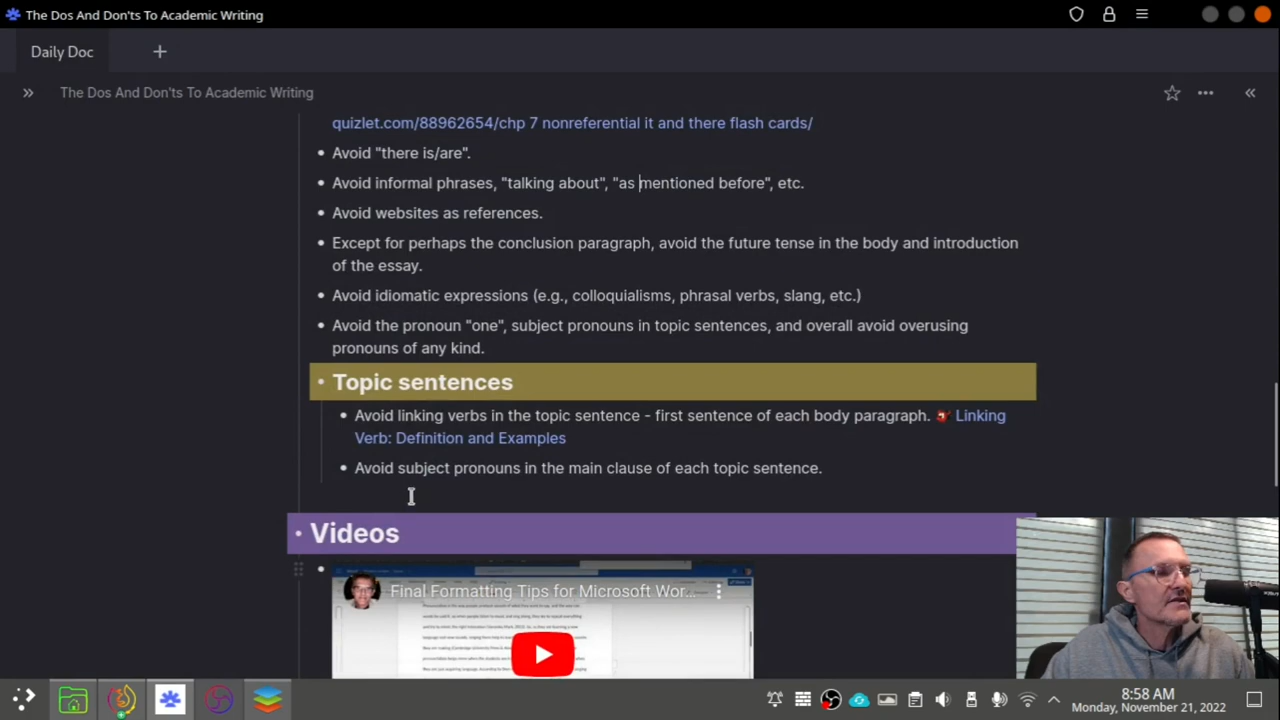 The Dos And Don'ts To Academic Writing
Daily Doc
The Dos And Don'ts To Academic Writing
quizlet.com/88962654/chp 7 nonreferential it and there flash cards/
Avoid "there is/are".
Avoid informal phrases, "talking about", "as mentioned before", etc.
Avoid websites as references.
Except for perhaps the conclusion paragraph, avoid the future tense in the body and introduction
of the essay.
Avoid idiomatic expressions (e.g., colloquialisms, phrasal verbs, slang, etc.)
Avoid the pronoun "one", subject pronouns in topic sentences, and overall avoid overusing
pronouns of any kind.
Topic sentences
Avoid linking verbs in the topic sentence - first sentence of each body paragraph. Linking
Verb: Definition and Examples
Avoid subject pronouns in the main clause of each topic sentence.
Videos
Final Formatting Tips for Microsoft Wor...
8:58 AM
Monday, November 21, 2022